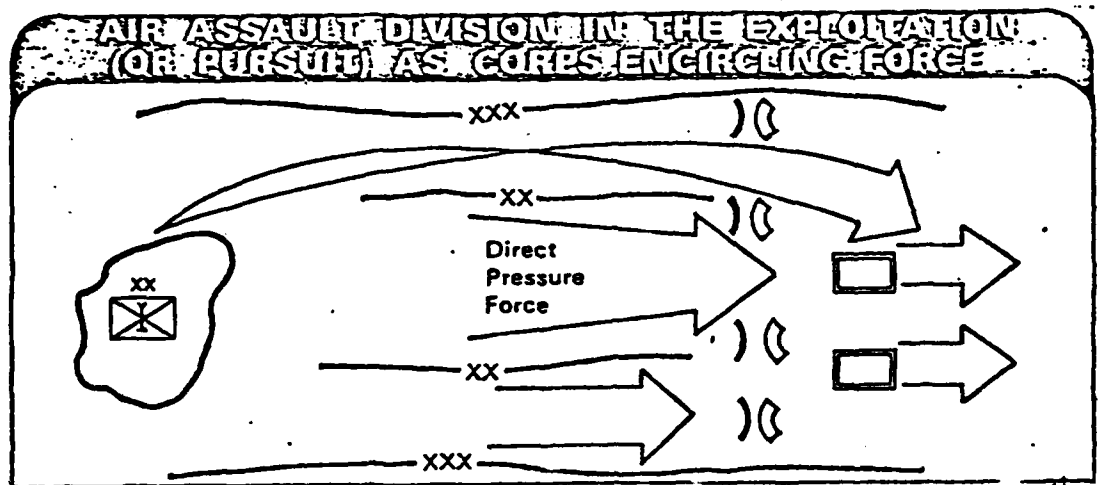 AIR ASSAULT DIVISION IN THE EXPLOITATION
(OR PURSUIT) AS CORPS ENCIRCLING FORCE
XXX
XX
Direct
Pressure
Force
XX
XX
XXX